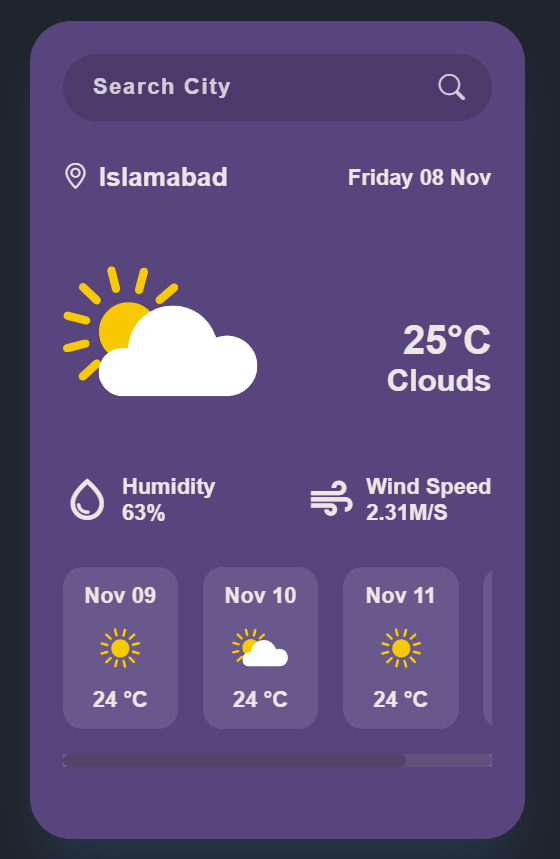 Search City
Islamabad
Friday 08 Nov
25°C
Clouds
Humidity
63%
Wind Speed
2.31M/S
Nov 09
Nov 10
Nov 11
24 °C
24 °C
24 °C